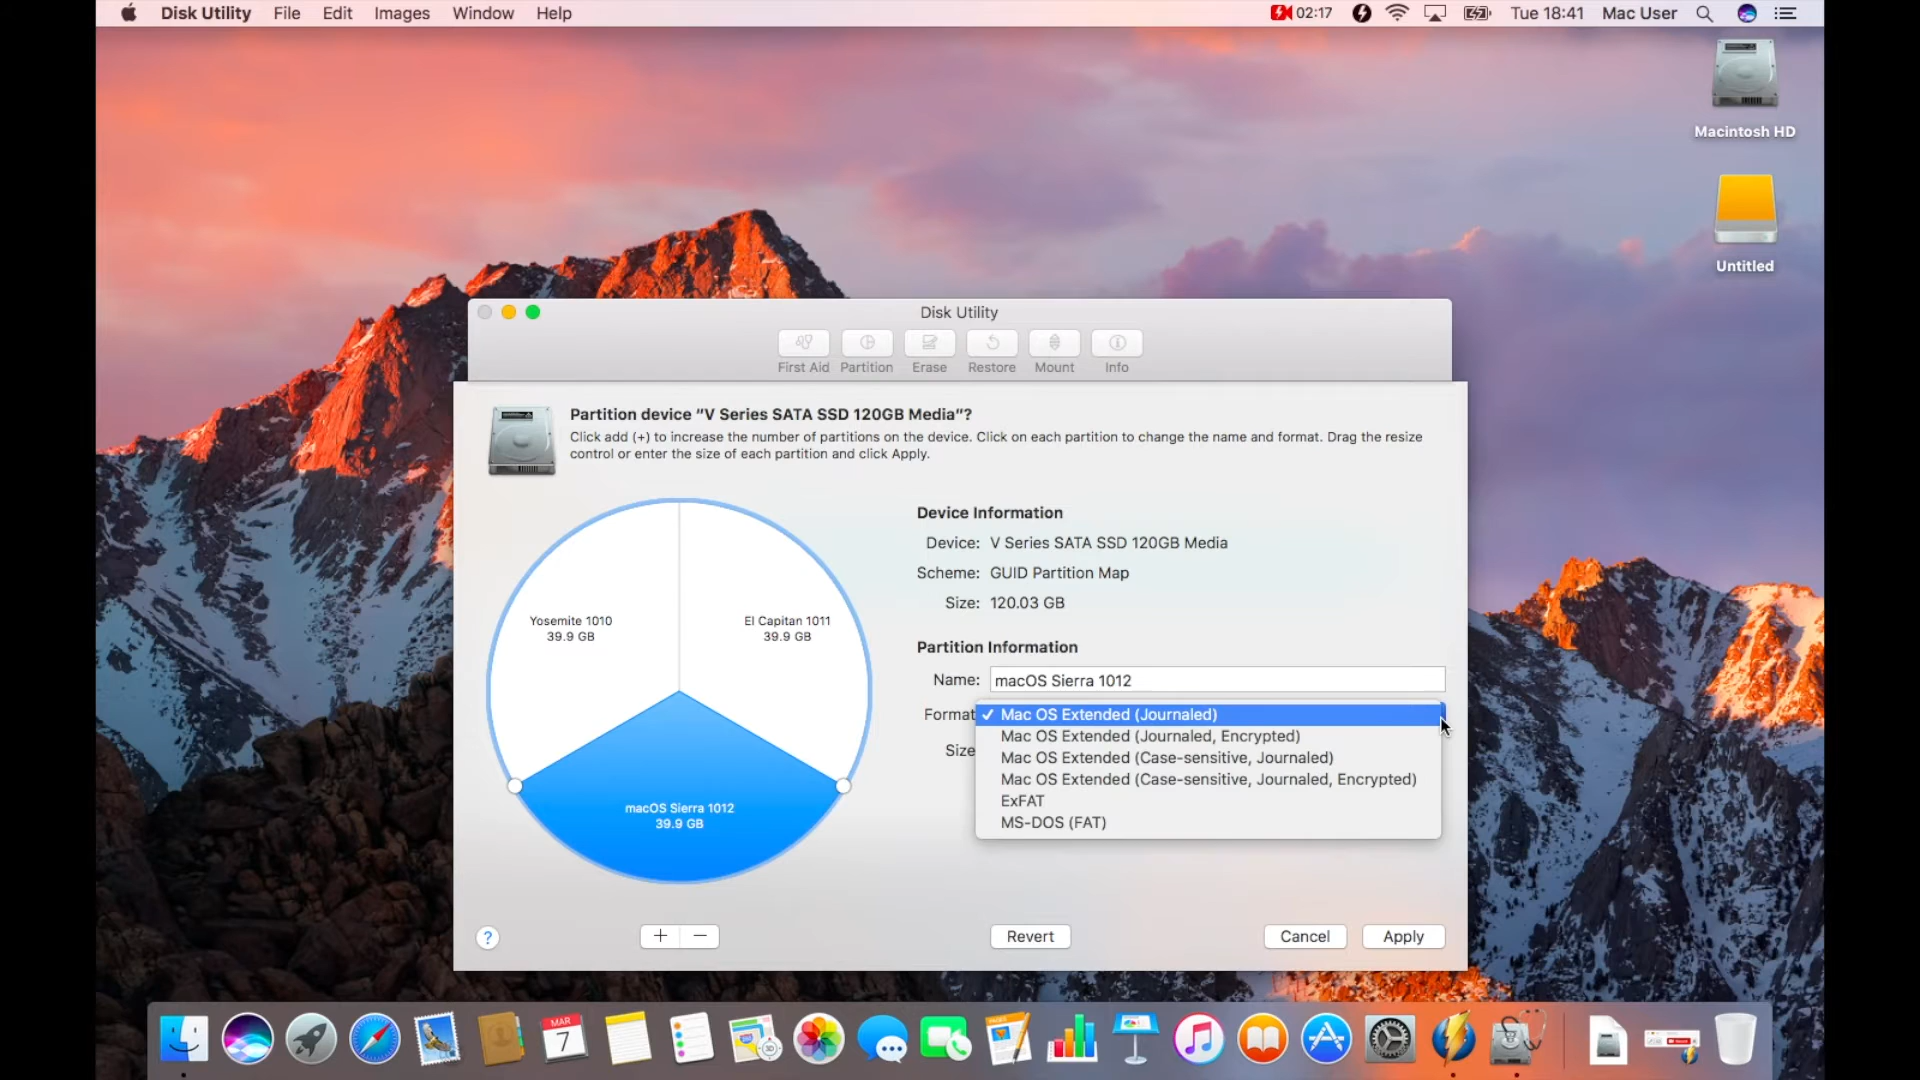 Disk Utility File Edit Images Window Help 02:17 Tue 18:41 Mac User
Macintosh HD
Untitled
Disk Utility
First Aid Partition Erase Restore Mount Info
Partition device "V Series SATA SSD 120GB Media"?
Click add (+) to increase the number of partitions on the device. Click on each partition to change the name and format. Drag the resize
control or enter the size of each partition and click Apply.
Device Information
Device: V Series SATA SSD 120GB Media
Scheme: GUID Partition Map
Size: 120.03 GB
Yosemite 1010
39.9 GB
El Capitan 1011
39.9 GB
macOS Sierra 1012
39.9 GB
Partition Information
Name: macOS Sierra 1012
Format ✓ Mac OS Extended (Journaled)
Mac OS Extended (Journaled, Encrypted)
Size
Mac OS Extended (Case-sensitive, Journaled)
Mac OS Extended (Case-sensitive, Journaled, Encrypted)
ExFAT
MS-DOS (FAT)
? + − Revert Cancel Apply
MAR
7
3D